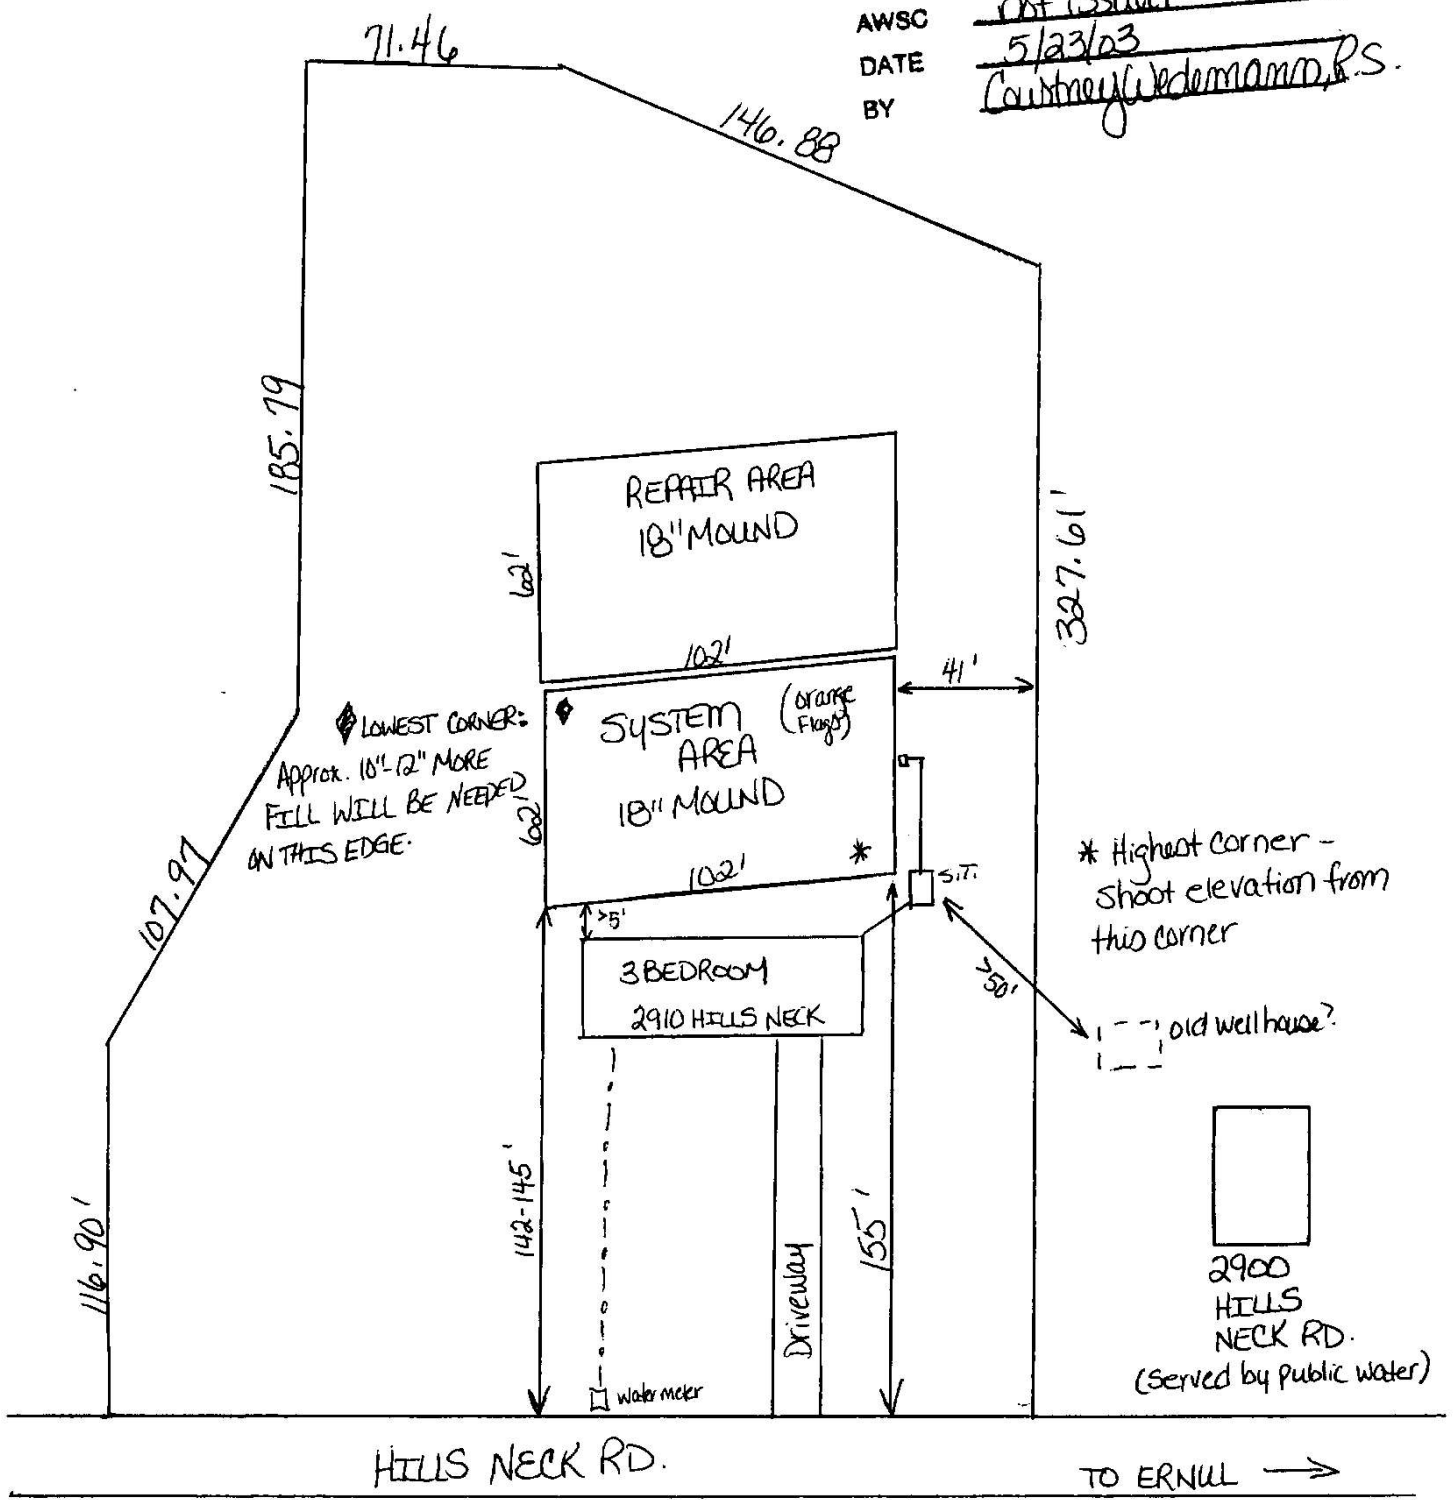 AWSC not issued
DATE 5/23/03
BY Courtney Wedemann, R.S.
71.46
146.88
185.79
327.61'
REPAIR AREA
18" MOUND
62'
102'
41'
SYSTEM
AREA
18" MOUND
(orange
Flags)
LOWEST CORNER:
Approx. 10"-12" MORE
FILL WILL BE NEEDED
ON THIS EDGE.
62'
102'
*
S.T.
* Highest corner -
shoot elevation from
this corner
107.97
>5'
3 BEDROOM
2910 HILLS NECK
>50'
old wellhouse?
116.90'
142-145'
155'
Driveway
water meter
2900
HILLS
NECK RD.
(Served by public water)
HILLS NECK RD.
TO ERNUL